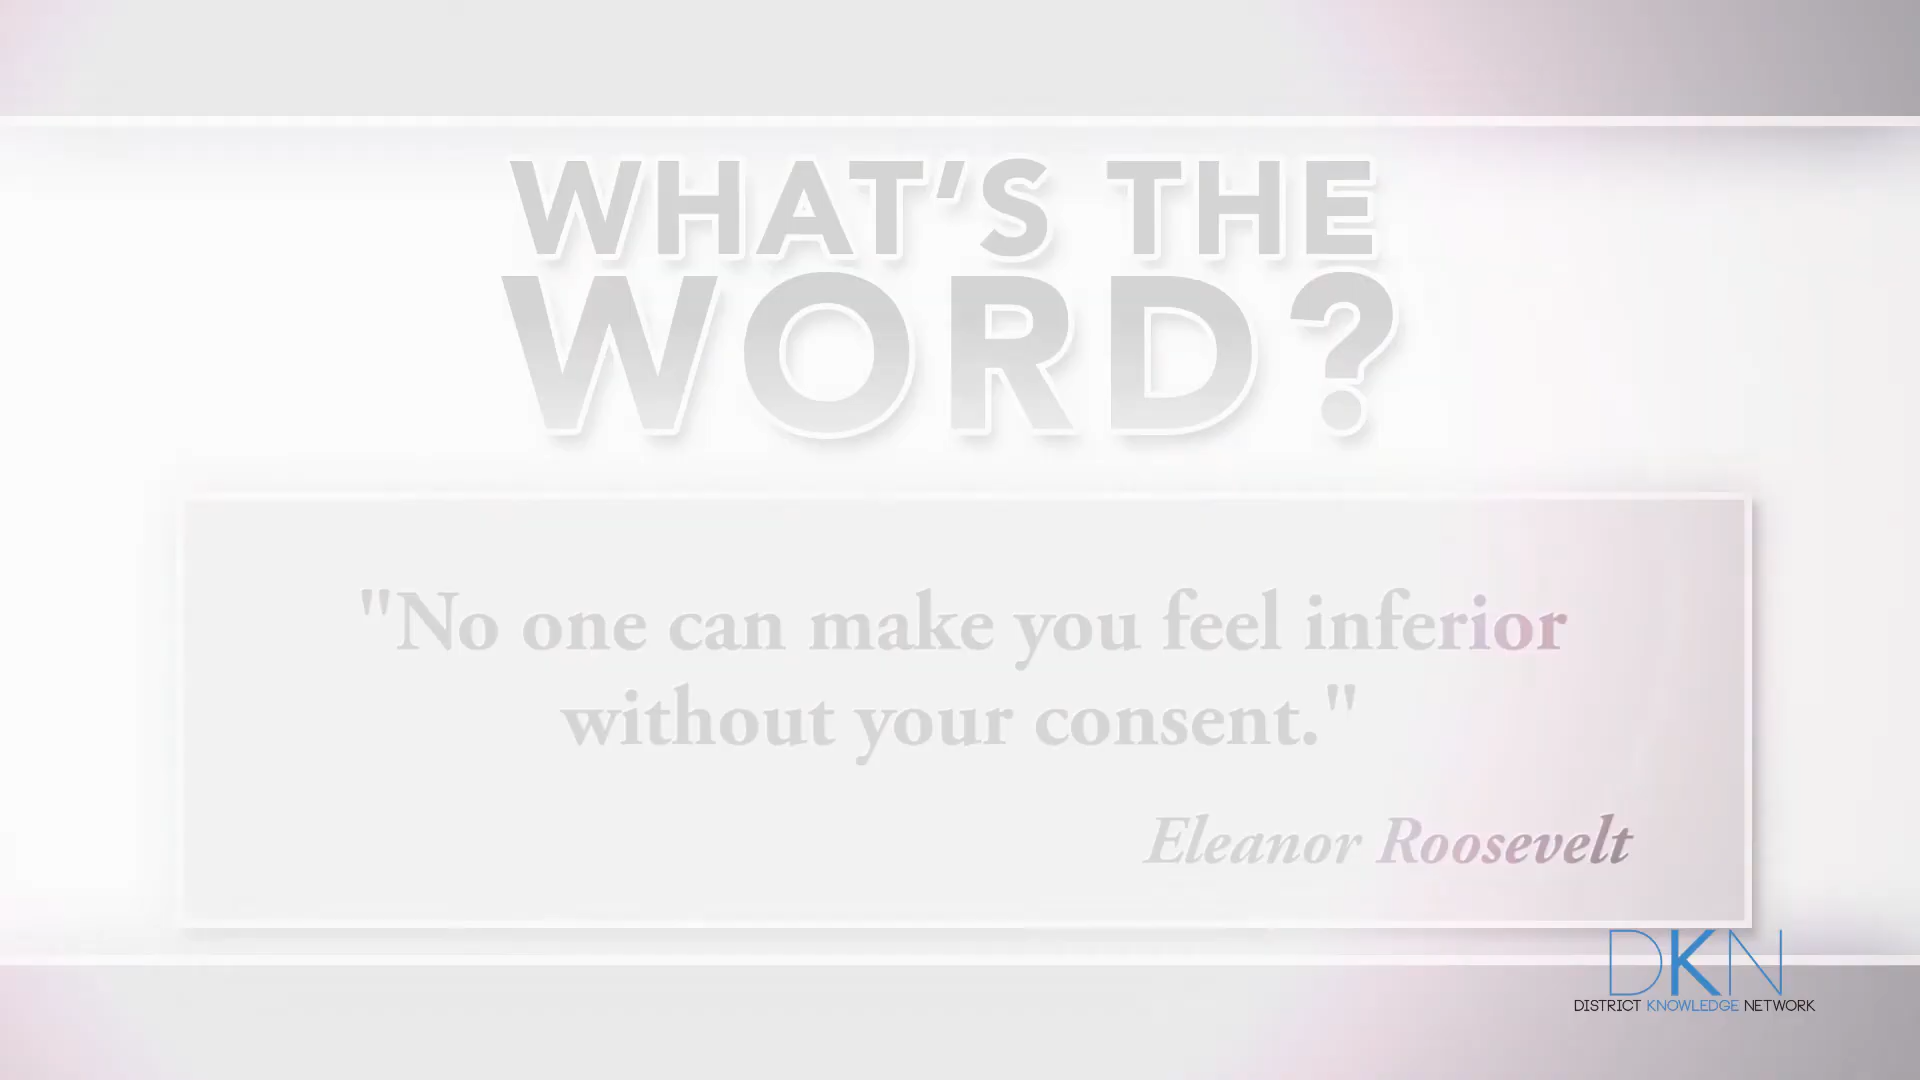 WHAT'S THE
WORD?
"No one can make you feel inferior
without your consent."
Eleanor Roosevelt
DKN
DISTRICT KNOWLEDGE NETWORK